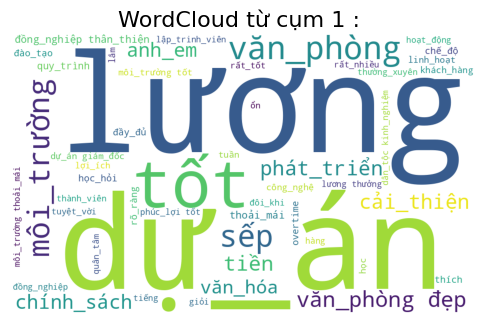 WordCloud từ cụm 1 :
đồng_nghiệp thân_thiện
lập_trình_viên
hoạt_động
đào_tạo
lâm
anh_em
văn_phòng
chế_độ
linh_hoạt
quy_trình
môi_trường tốt
rất_tốt
rất_nhiều
thường_xuyên
khách_hàng
lương
môi_trường
ổn
đầy_đủ
dự_án giám_đốc
tuần
lợi_ích
học_hỏi
tốt
phát_triển
công_nghệ
lương thưởng
dân_tộc kinh_nghiệm
môi_trường thoải_mái
thành_viên
tuyệt_vời
rõ_ràng
phúc_lợi tốt
đôi_khi
thoải_mái
overtime
cải_thiện
dự_án
quan_tâm
sếp
hàng
học
tiền
thích
đồng_nghiệp
chính_sách
tiếng
giỏi
văn_hóa
văn_phòng đẹp